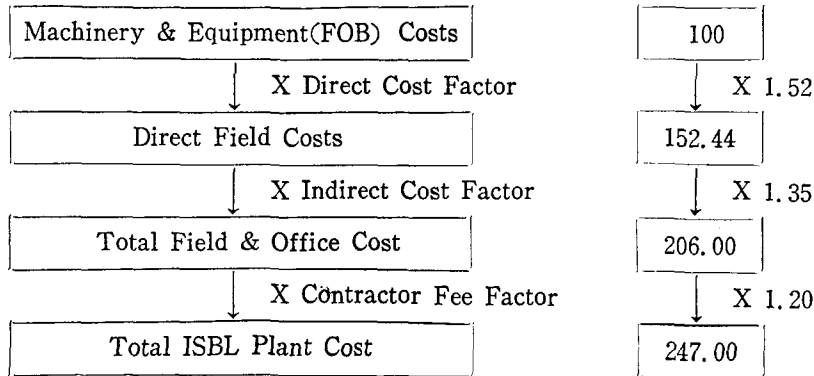 Machinery & Equipment(FOB) Costs 100
X Direct Cost Factor X 1.52
Direct Field Costs 152.44
X Indirect Cost Factor X 1.35
Total Field & Office Cost 206.00
X Contractor Fee Factor X 1.20
Total ISBL Plant Cost 247.00